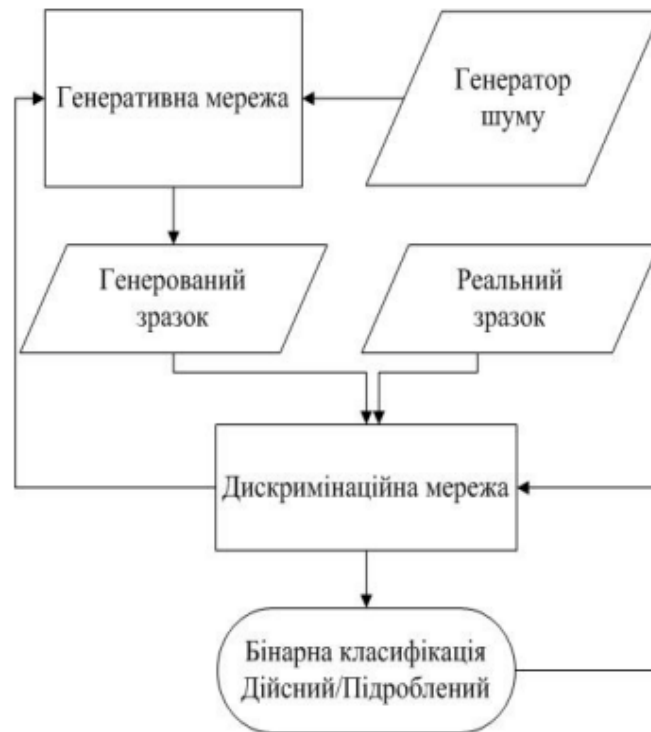 Генеративна мережа
Генератор
шуму
Генерований
зразок
Реальний
зразок
Дискримінаційна мережа
Бінарна класифікація
Дійсний/Підроблений